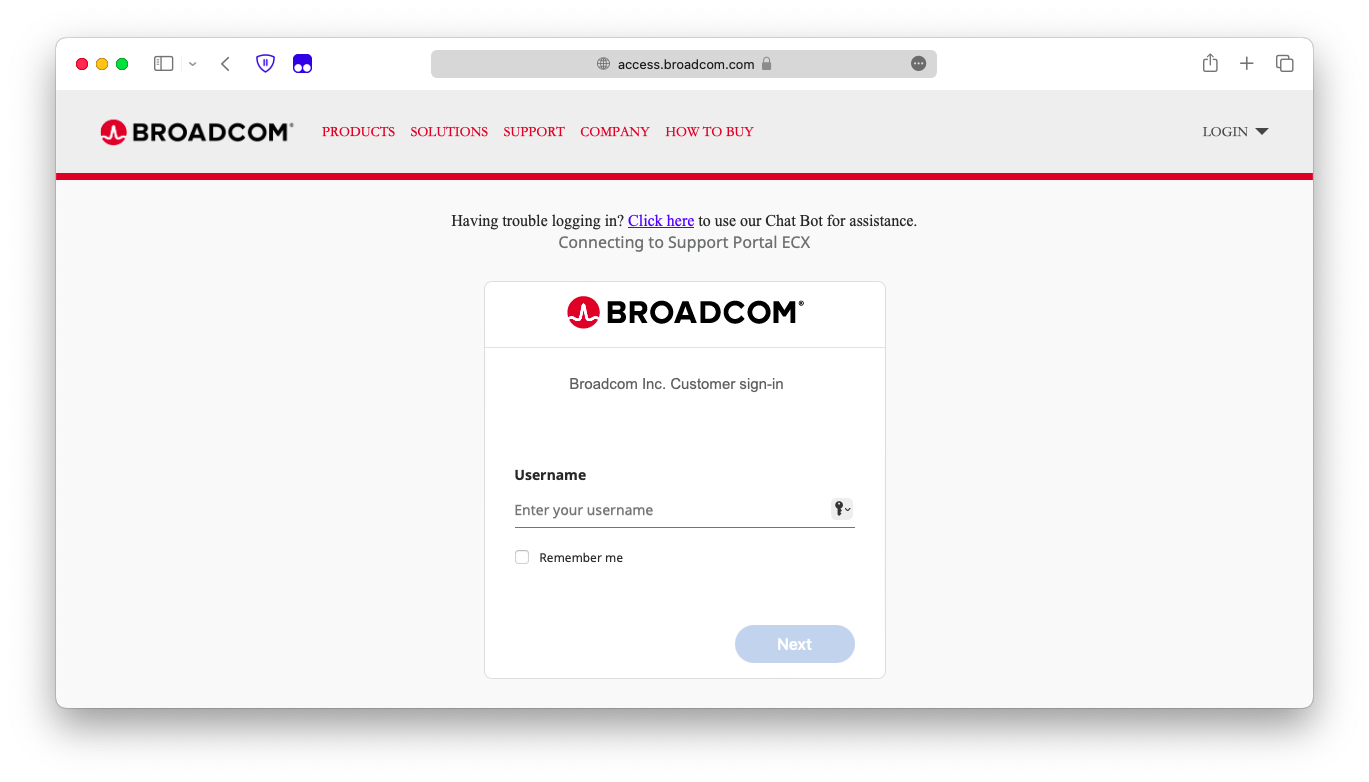 access.broadcom.com
BROADCOM® PRODUCTS SOLUTIONS SUPPORT COMPANY HOW TO BUY LOGIN
Having trouble logging in? Click here to use our Chat Bot for assistance.
Connecting to Support Portal ECX
BROADCOM®
Broadcom Inc. Customer sign-in
Username
Enter your username
Remember me
Next